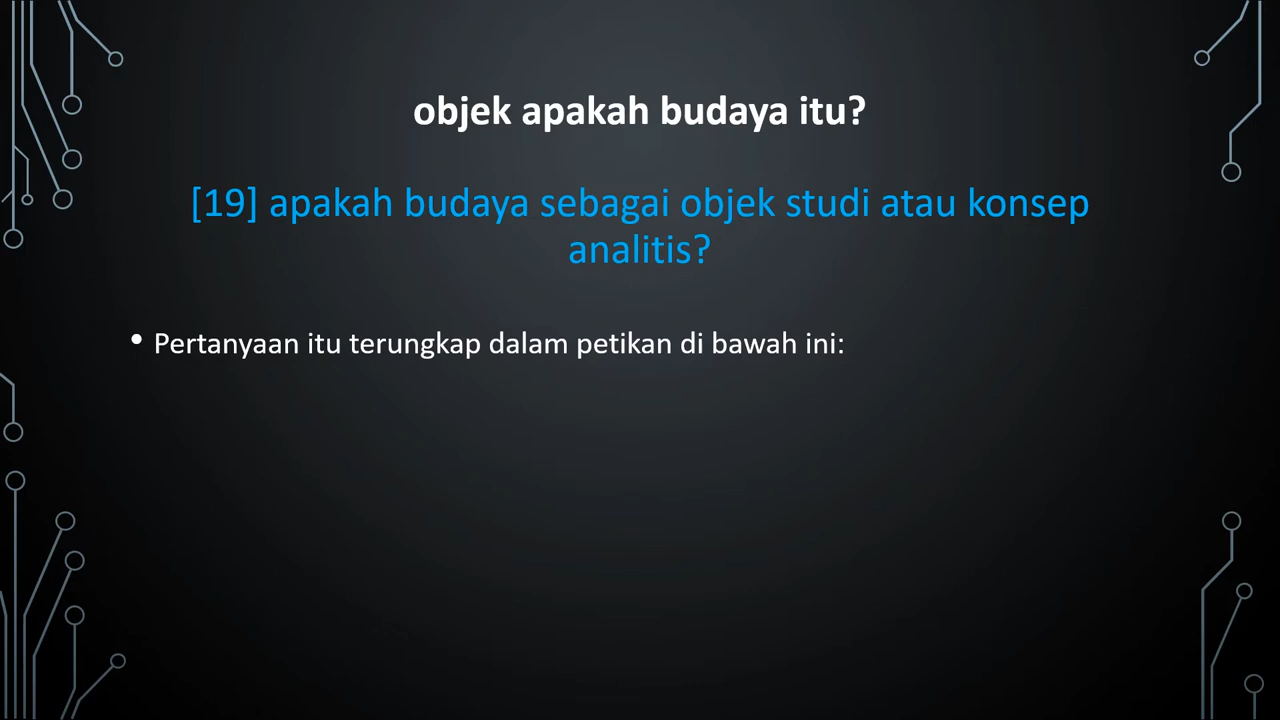 objek apakah budaya itu?
[19] apakah budaya sebagai objek studi atau konsep
analitis?
• Pertanyaan itu terungkap dalam petikan di bawah ini: